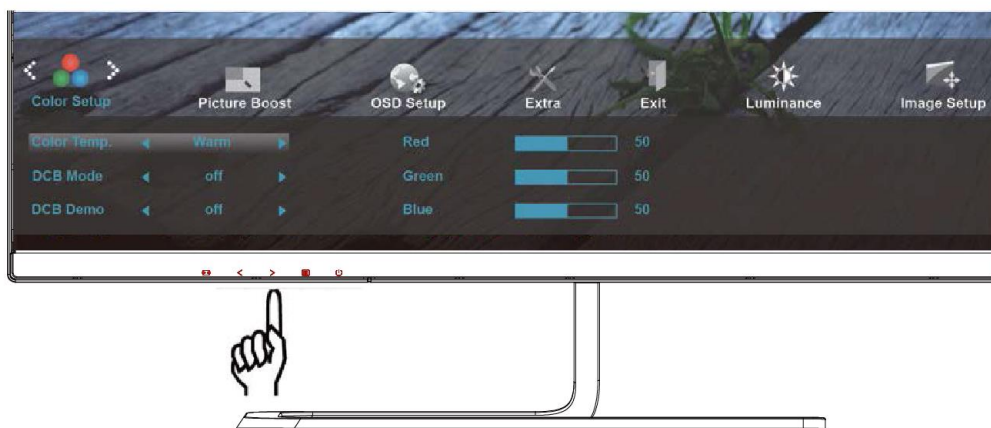 Color Setup Picture Boost OSD Setup Extra Exit Luminance Image Setup
Color Temp. Warm Red 50
DCB Mode off Green 50
DCB Demo off Blue 50